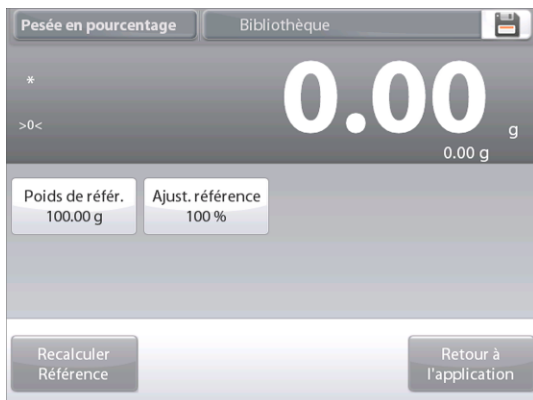 Pesée en pourcentage
Bibliothèque
*
0.00
g
>0<
0.00 g
Poids de référ.
100.00 g
Ajust. référence
100 %
Recalculer
Référence
Retour à
l'application